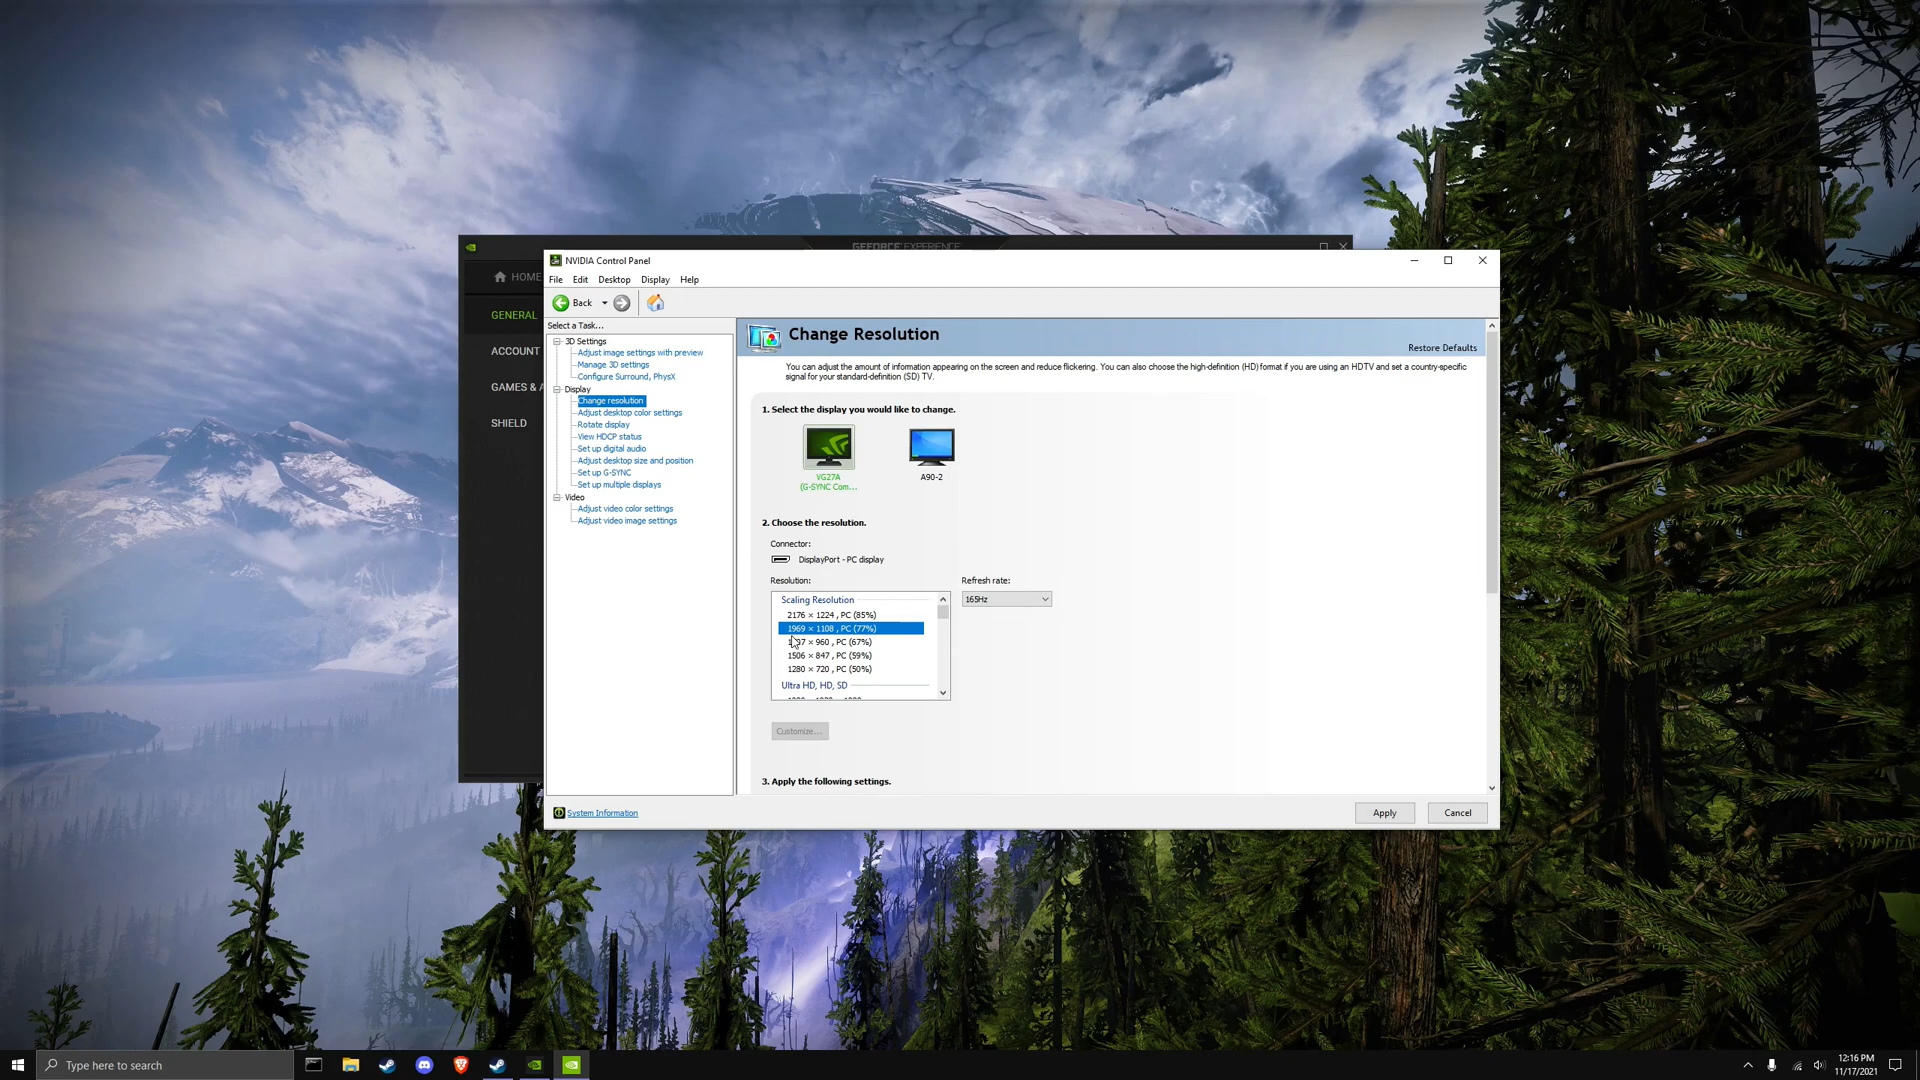 GEFORCE EXPERIENCE
HOME
GENERAL
ACCOUNT
GAMES & A
SHIELD
NVIDIA Control Panel
File Edit Desktop Display Help
Back
Select a Task...
3D Settings
Adjust image settings with preview
Manage 3D settings
Configure Surround, PhysX
Display
Change resolution
Adjust desktop color settings
Rotate display
View HDCP status
Set up digital audio
Adjust desktop size and position
Set up G-SYNC
Set up multiple displays
Video
Adjust video color settings
Adjust video image settings
System Information
Change Resolution
Restore Defaults
You can adjust the amount of information appearing on the screen and reduce flickering. You can also choose the high-definition (HD) format if you are using an HDTV and set a country-specific
signal for your standard-definition (SD) TV.
1. Select the display you would like to change.
VG27A
(G-SYNC Com...
A90-2
2. Choose the resolution.
Connector:
DisplayPort - PC display
Resolution:
Refresh rate:
Scaling Resolution
165Hz
2176 × 1224 , PC (85%)
1969 × 1108 , PC (77%)
× 960 , PC (67%)
1506 × 847 , PC (59%)
1280 × 720 , PC (50%)
Ultra HD, HD, SD
Customize...
3. Apply the following settings.
Apply
Cancel
Type here to search
12:16 PM
11/17/2021